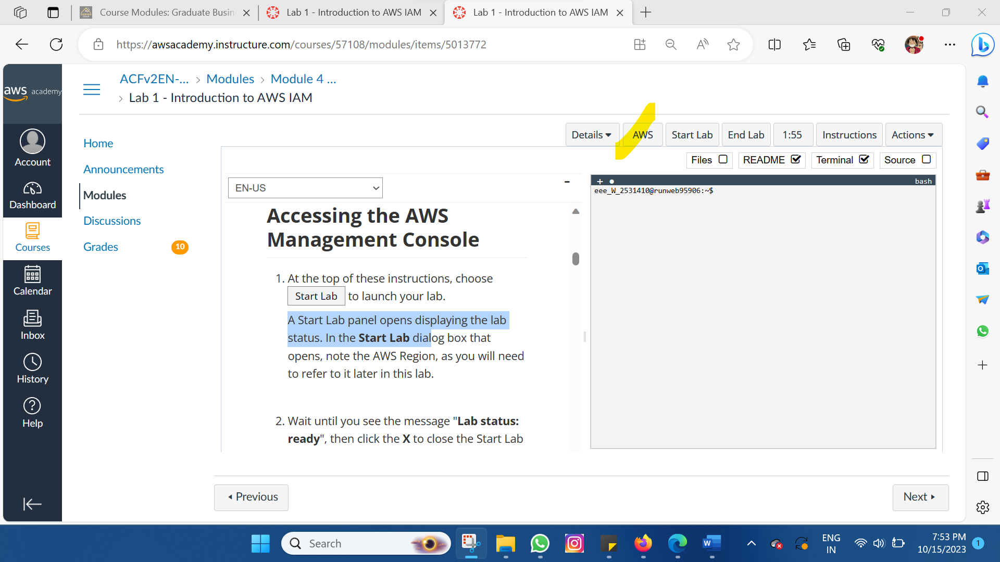 Course Modules: Graduate Busin
Lab 1 - Introduction to AWS IAM
Lab 1 - Introduction to AWS IAM
https://awsacademy.instructure.com/courses/57108/modules/items/5013772
aws academy
ACFv2EN-... > Modules > Module 4 ...
> Lab 1 - Introduction to AWS IAM
Account
Dashboard
Courses
Calendar
Inbox
History
Help
Home
Announcements
Modules
Discussions
Grades 10
Details AWS Start Lab End Lab 1:55 Instructions Actions
Files README Terminal Source
EN-US
Accessing the AWS
Management Console
1. At the top of these instructions, choose
Start Lab to launch your lab.
A Start Lab panel opens displaying the lab
status. In the Start Lab dialog box that
opens, note the AWS Region, as you will need
to refer to it later in this lab.
2. Wait until you see the message "Lab status:
ready", then click the X to close the Start Lab
+ bash
eee_W_2531410@runweb95906:~$
Previous
Next
Search
ENG
IN
7:53 PM
10/15/2023
1